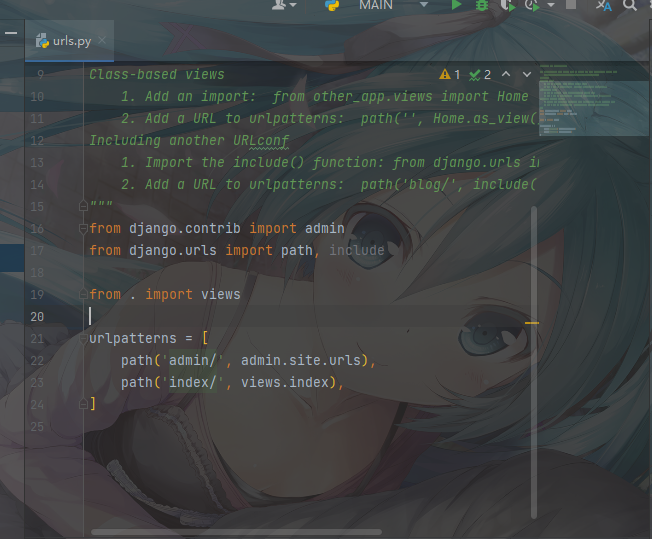 MAIN
urls.py
1 2
9 Class-based views
10 1. Add an import:  from other_app.views import Home
11 2. Add a URL to urlpatterns:  path('', Home.as_view(
12 Including another URLconf
13 1. Import the include() function: from django.urls in
14 2. Add a URL to urlpatterns:  path('blog/', include(
15 """
16 from django.contrib import admin
17 from django.urls import path, include
18
19 from . import views
20
21 urlpatterns = [
22 path('admin/', admin.site.urls),
23 path('index/', views.index),
24 ]
25